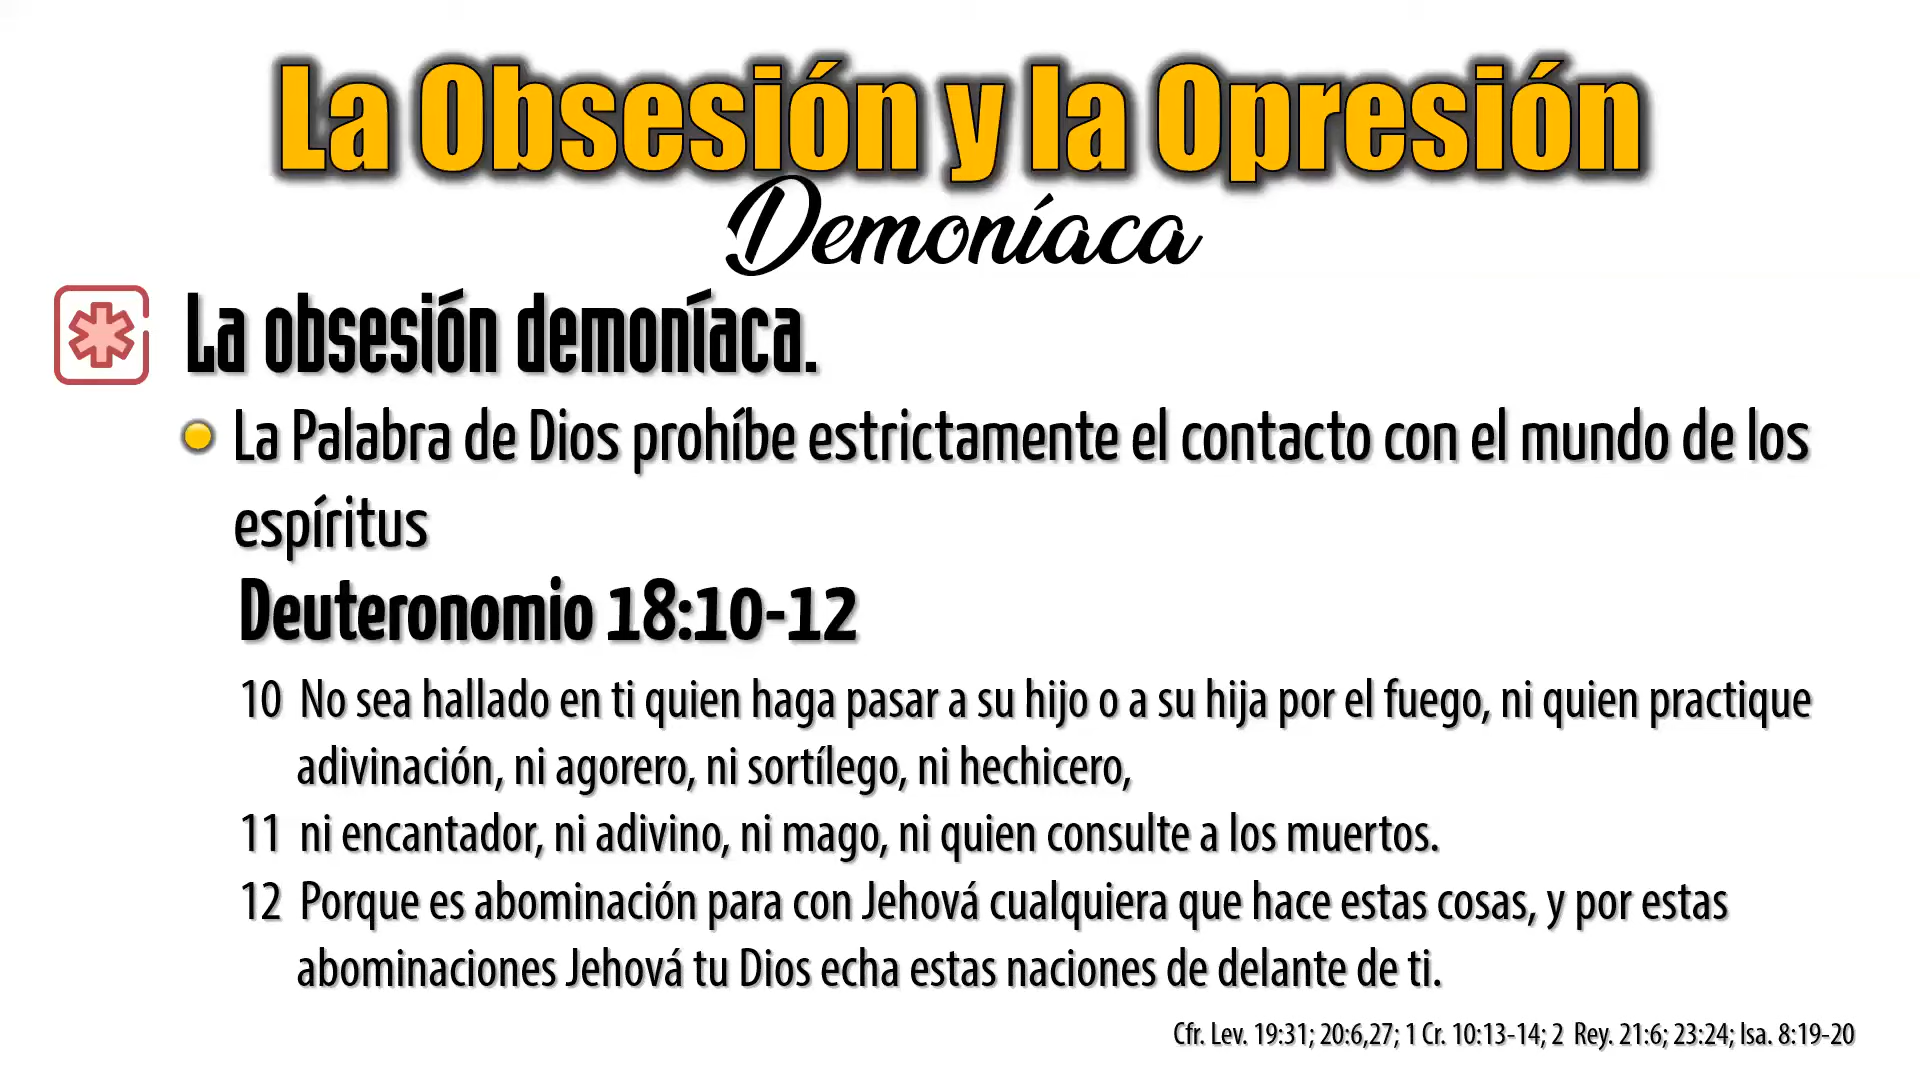 La Obsesión y la Opresión
Demoníaca
La obsesión demoníaca.
La Palabra de Dios prohíbe estrictamente el contacto con el mundo de los
espíritus
Deuteronomio 18:10-12
10 No sea hallado en ti quien haga pasar a su hijo o a su hija por el fuego, ni quien practique
adivinación, ni agorero, ni sortílego, ni hechicero,
11 ni encantador, ni adivino, ni mago, ni quien consulte a los muertos.
12 Porque es abominación para con Jehová cualquiera que hace estas cosas, y por estas
abominaciones Jehová tu Dios echa estas naciones de delante de ti.
Cfr. Lev. 19:31; 20:6,27; 1 Cr. 10:13-14; 2 Rey. 21:6; 23:24; Isa. 8:19-20